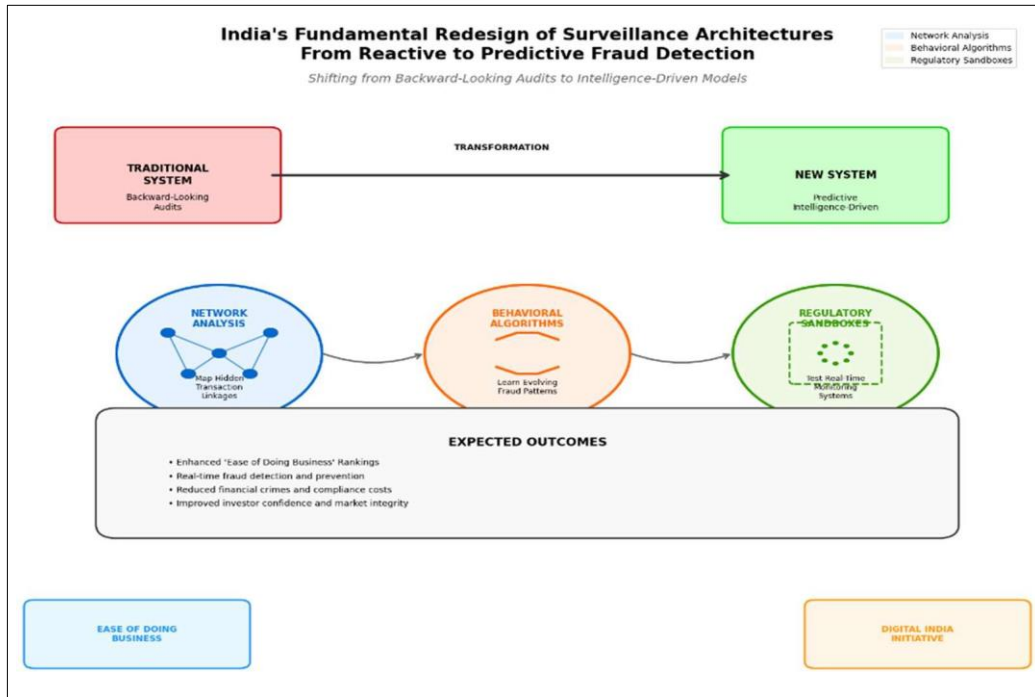 India's Fundamental Redesign of Surveillance Architectures
From Reactive to Predictive Fraud Detection
Shifting from Backward-Looking Audits to Intelligence-Driven Models
Network Analysis
Behavioral Algorithms
Regulatory Sandboxes
TRADITIONAL
SYSTEM
Backward-Looking
Audits
TRANSFORMATION
NEW SYSTEM
Predictive
Intelligence-Driven
NETWORK
ANALYSIS
Map Hidden
Transaction
Linkages
BEHAVIORAL
ALGORITHMS
Learn Evolving
Fraud Patterns
REGULATORY
SANDBOXES
Test Real-Time
Monitoring
Systems
EXPECTED OUTCOMES
• Enhanced 'Ease of Doing Business' Rankings
• Real-time fraud detection and prevention
• Reduced financial crimes and compliance costs
• Improved investor confidence and market integrity
EASE OF DOING
BUSINESS
DIGITAL INDIA
INITIATIVE